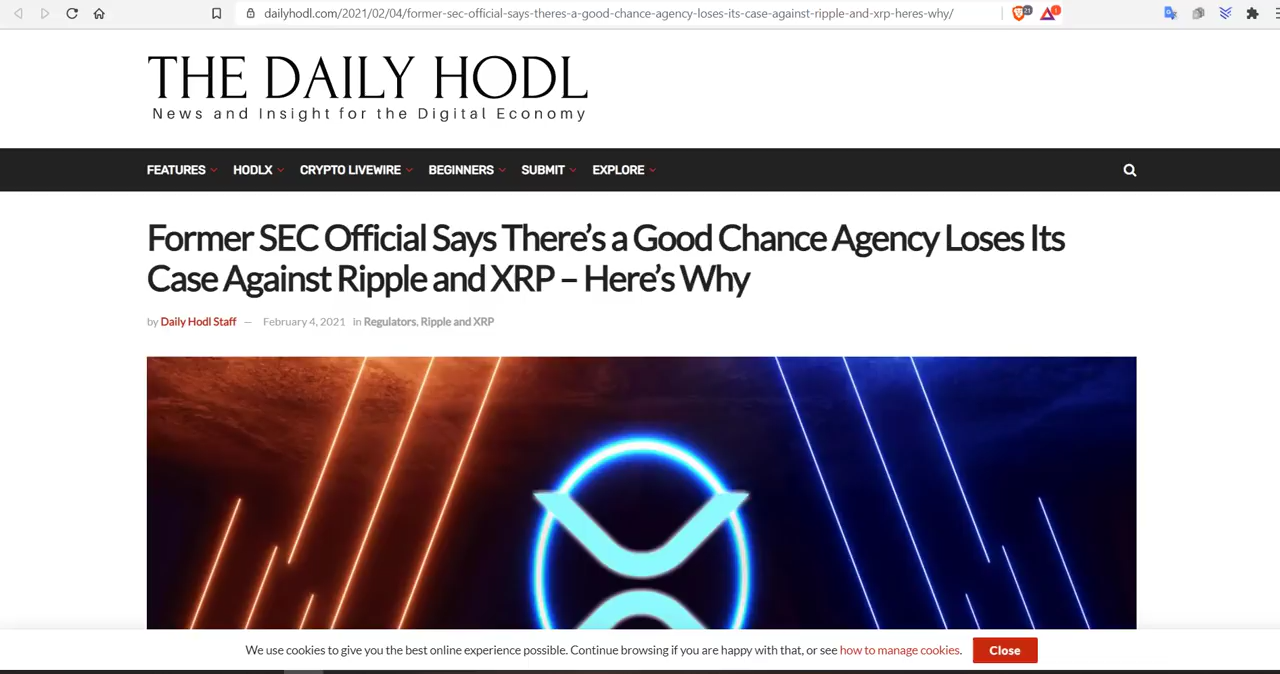 dailyhodl.com/2021/02/04/former-sec-official-says-theres-a-good-chance-agency-loses-its-case-against-ripple-and-xrp-heres-why/
THE DAILY HODL
News and Insight for the Digital Economy
FEATURES HODLX CRYPTO LIVEWIRE BEGINNERS SUBMIT EXPLORE
Former SEC Official Says There’s a Good Chance Agency Loses Its
Case Against Ripple and XRP – Here’s Why
by Daily Hodl Staff — February 4, 2021 in Regulators, Ripple and XRP
We use cookies to give you the best online experience possible. Continue browsing if you are happy with that, or see how to manage cookies. Close